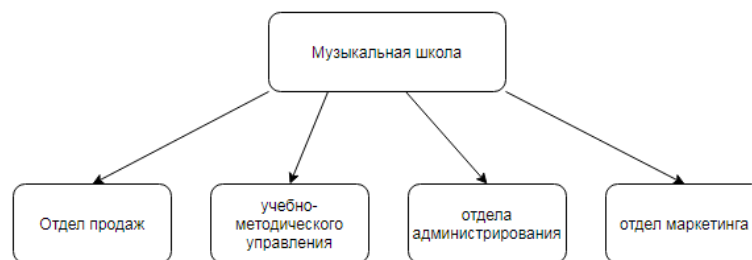 Музыкальная школа
Отдел продаж
учебно-
методического
управления
отдела
администрирования
отдел маркетинга